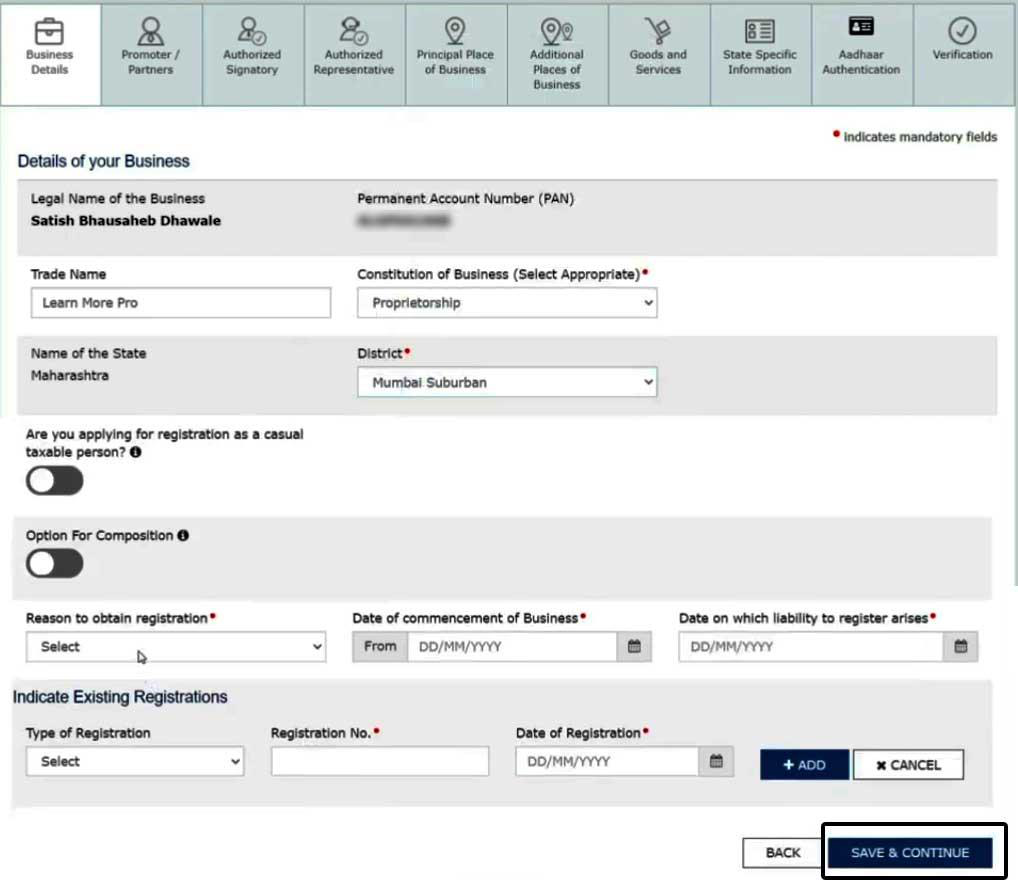 Business
Details
Promoter /
Partners
Authorized
Signatory
Authorized
Representative
Principal Place
of Business
Additional
Places of
Business
Goods and
Services
State Specific
Information
Aadhaar
Authentication
Verification
• indicates mandatory fields
Details of your Business
Legal Name of the Business
Permanent Account Number (PAN)
Satish Bhausaheb Dhawale
Trade Name
Constitution of Business (Select Appropriate)•
Learn More Pro
Proprietorship
Name of the State
District•
Maharashtra
Mumbai Suburban
Are you applying for registration as a casual
taxable person?
Option For Composition
Reason to obtain registration•
Date of commencement of Business•
Date on which liability to register arises•
Select
From DD/MM/YYYY
DD/MM/YYYY
Indicate Existing Registrations
Type of Registration
Registration No.•
Date of Registration•
Select
DD/MM/YYYY
+ ADD
✖ CANCEL
BACK
SAVE & CONTINUE